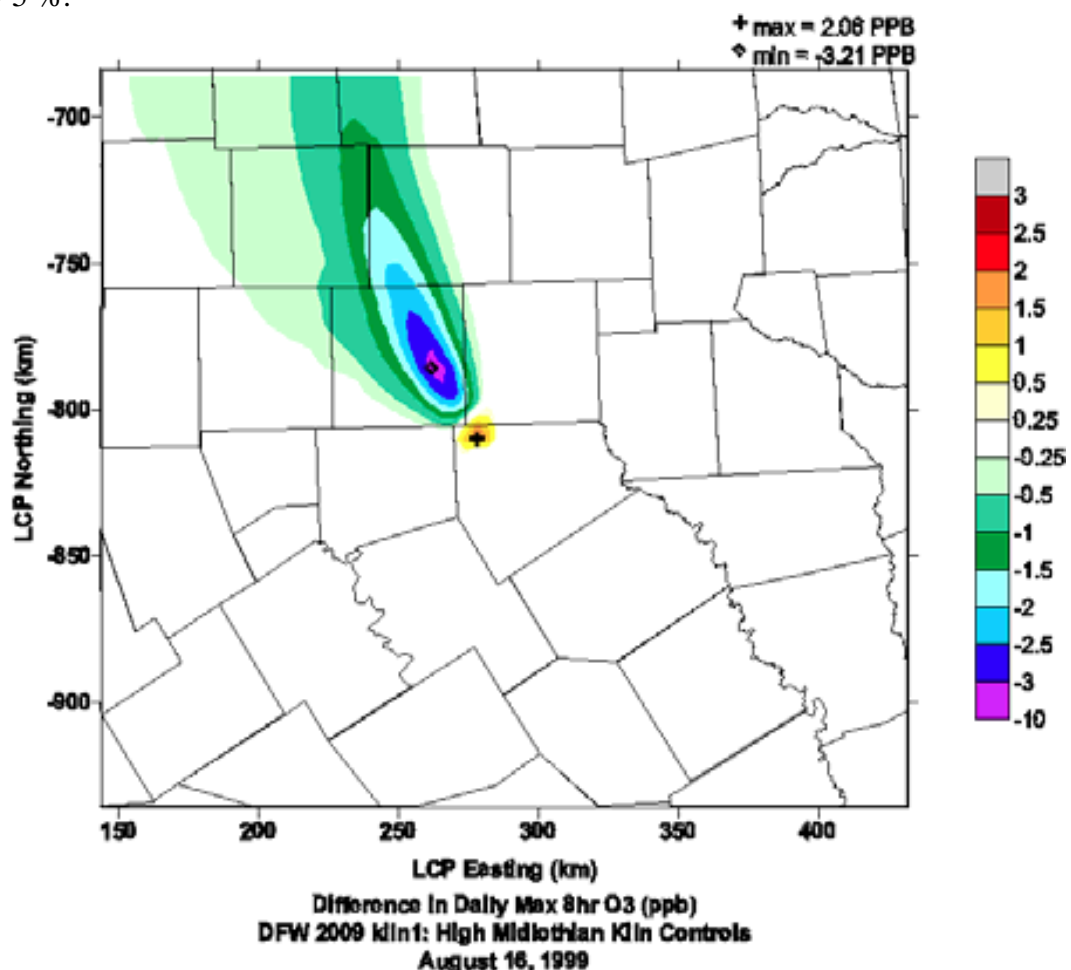 5 %.
+ max = 2.06 PPB
⋄ min = -3.21 PPB
-700
-750
-800
-850
-900
LCP Northing (km)
150 200 250 300 350 400
LCP Easting (km)
3
2.5
2
1.5
1
0.5
0.25
-0.25
-0.5
-1
-1.5
-2
-2.5
-3
-10
Difference in Daily Max 8hr O3 (ppb)
DFW 2009 kiln1: High Midlothian Kiln Controls
August 16, 1999